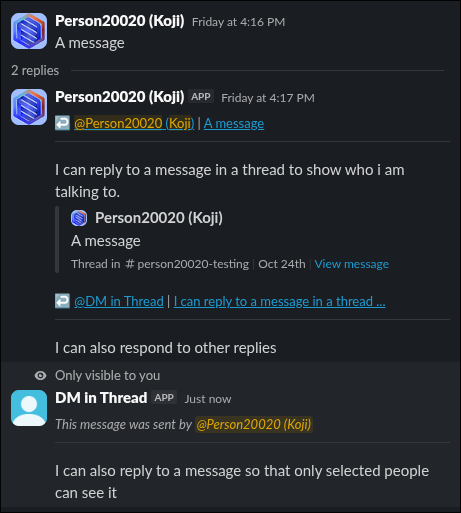 Person20020 (Koji) Friday at 4:16 PM
A message
2 replies
Person20020 (Koji) APP Friday at 4:17 PM
↩️ @Person20020 (Koji) | A message
I can reply to a message in a thread to show who i am
talking to.
Person20020 (Koji)
A message
Thread in # person20020-testing | Oct 24th | View message
↩️ @DM in Thread | I can reply to a message in a thread ...
I can also respond to other replies
Only visible to you
DM in Thread APP Just now
This message was sent by @Person20020 (Koji)
I can also reply to a message so that only selected people
can see it